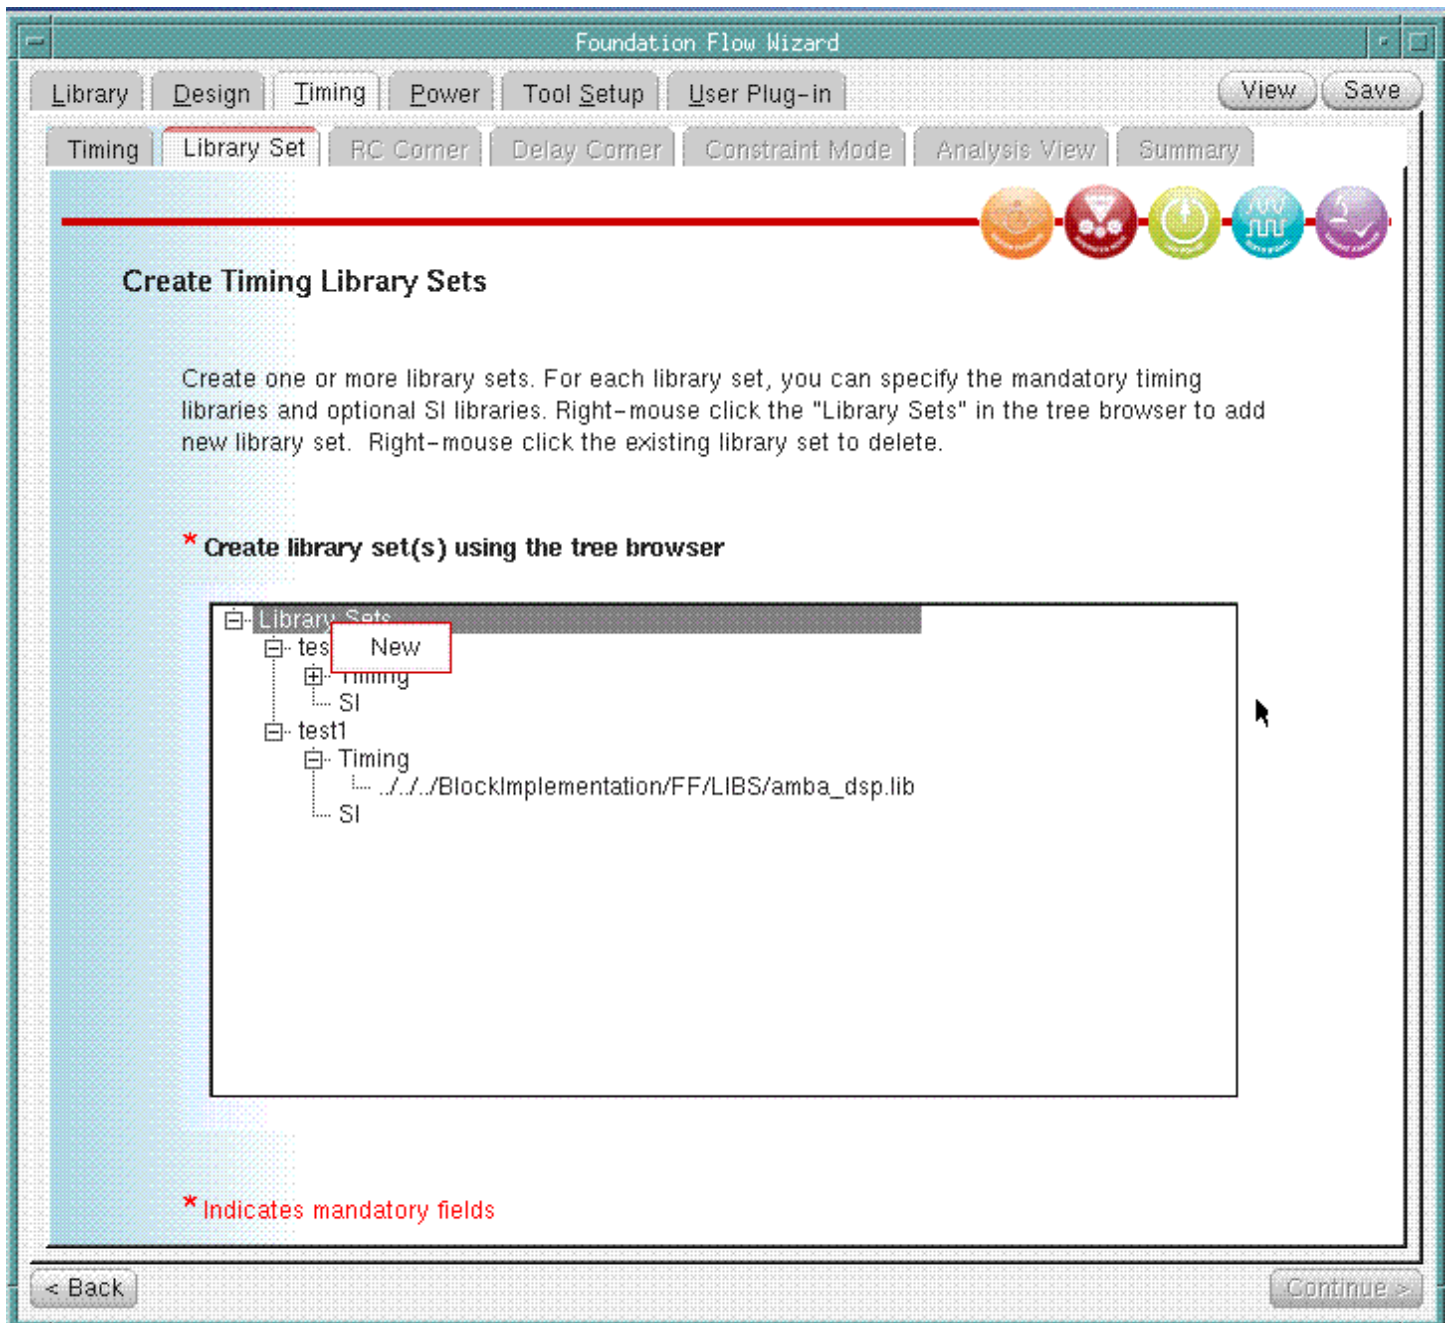 Foundation Flow Wizard
Library Design Timing Power Tool Setup User Plug-in View Save
Timing Library Set RC Corner Delay Corner Constraint Mode Analysis View Summary
Create Timing Library Sets
Create one or more library sets. For each library set, you can specify the mandatory timing
libraries and optional SI libraries. Right-mouse click the "Library Sets" in the tree browser to add
new library set. Right-mouse click the existing library set to delete.
* Create library set(s) using the tree browser
Library Sets
tes
New
Timing
SI
test1
Timing
../../../BlockImplementation/FF/LIBS/amba_dsp.lib
SI
* Indicates mandatory fields
< Back Continue >